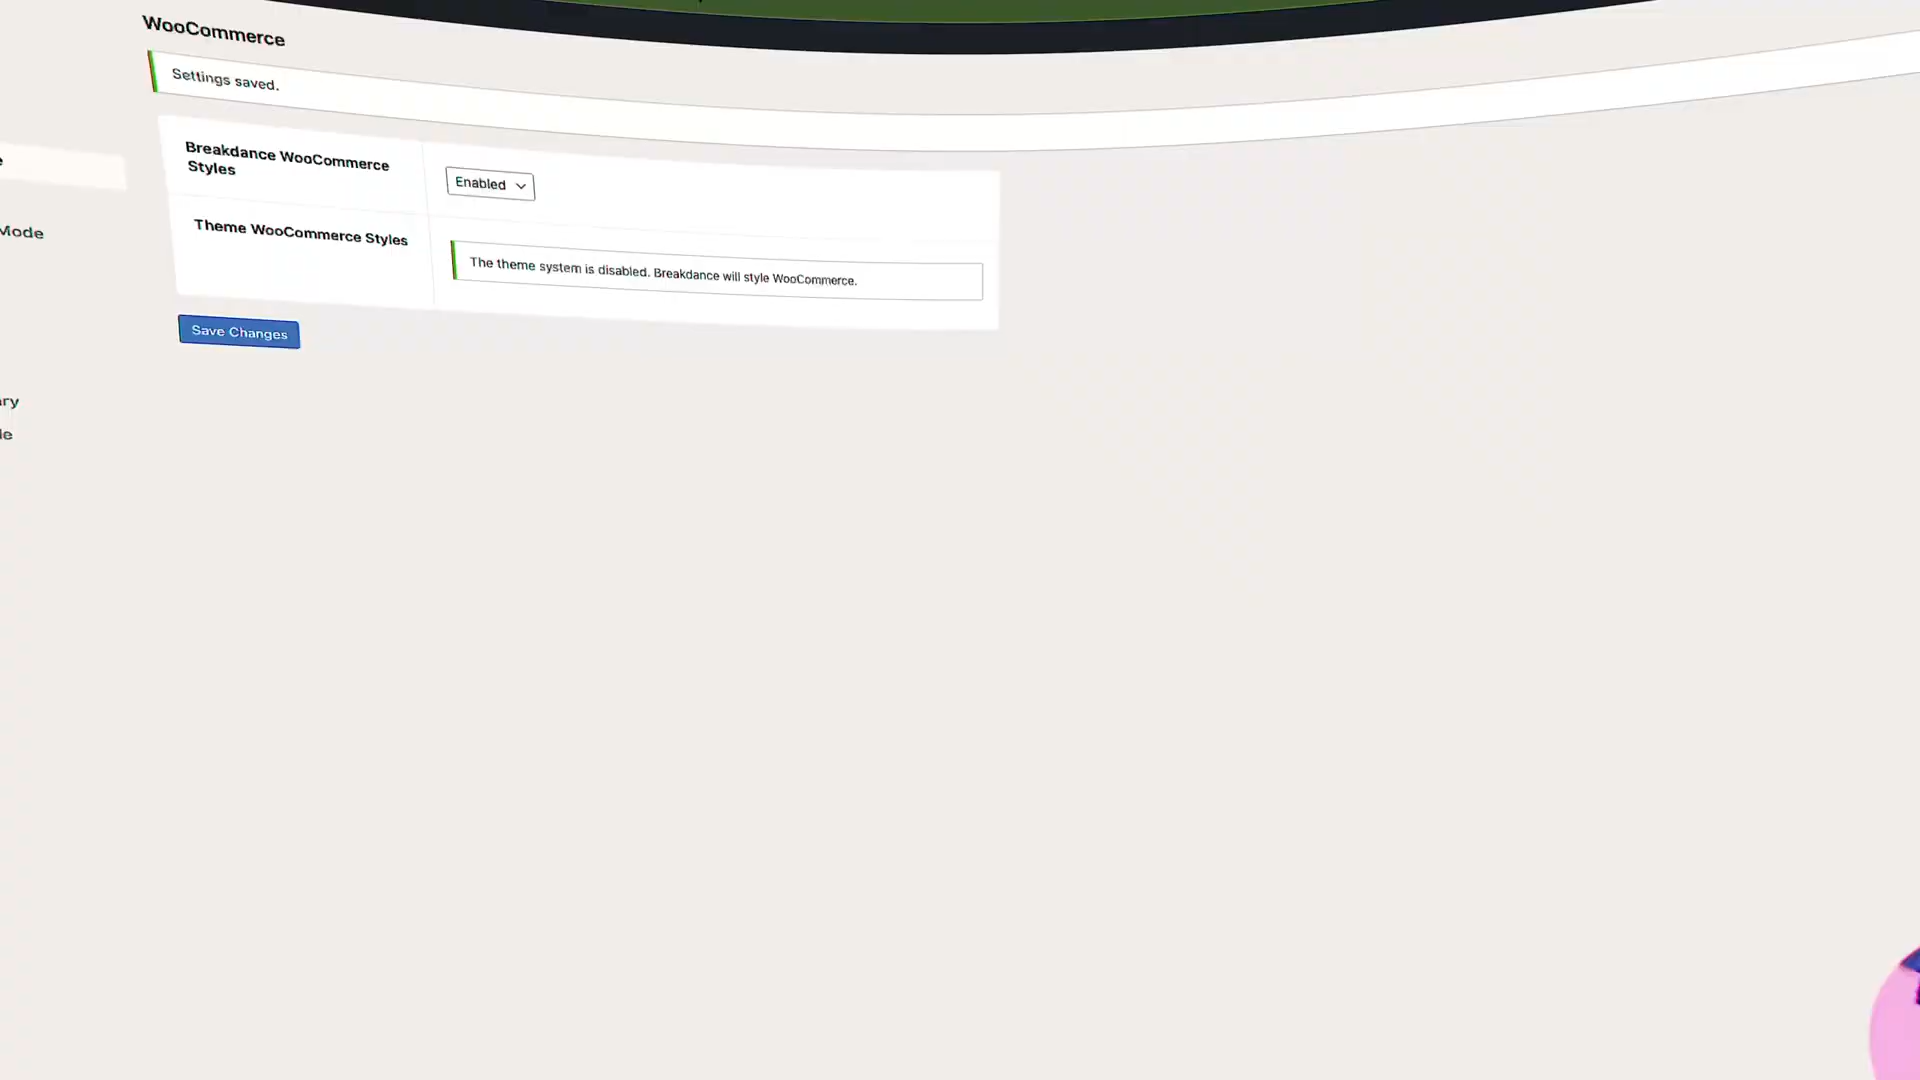 WooCommerce
Settings saved.
Breakdance WooCommerce
Styles
Enabled
Theme WooCommerce Styles
The theme system is disabled. Breakdance will style WooCommerce.
Save Changes
Mode